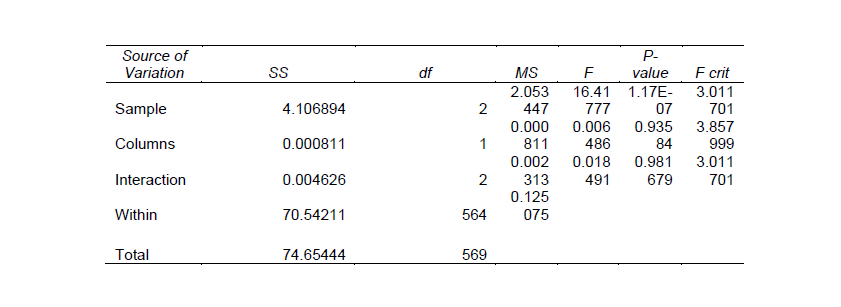 Source of P-
Variation SS df MS F value F crit
2.053 16.41 1.17E- 3.011
Sample 4.106894 2 447 777 07 701
0.000 0.006 0.935 3.857
Columns 0.000811 1 811 486 84 999
0.002 0.018 0.981 3.011
Interaction 0.004626 2 313 491 679 701
0.125
Within 70.54211 564 075
Total 74.65444 569